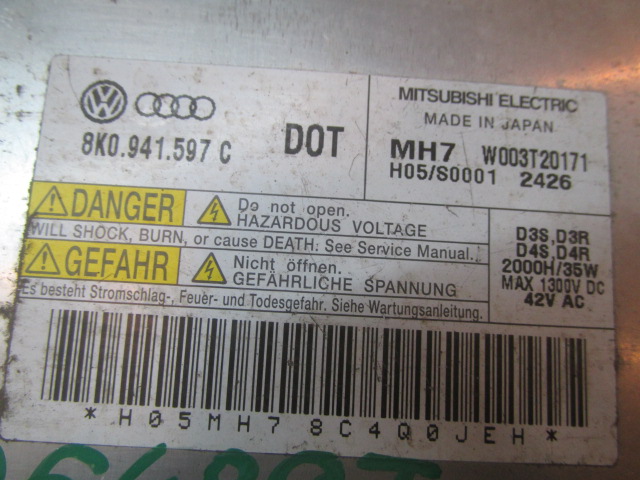 8K0.941.597 C
DOT
MITSUBISHI ELECTRIC
MADE IN JAPAN
MH7 W003T20171
H05/S0001 2426
DANGER
Do not open.
HAZARDOUS VOLTAGE
WILL SHOCK, BURN, or cause DEATH. See Service Manual.
GEFAHR
Nicht öffnen.
GEFÄHRLICHE SPANNUNG
Es besteht Stromschlag-, Feuer- und Todesgefahr. Siehe Wartungsanleitung.
D3S, D3R
D4S, D4R
2000H/35W
MAX 1300V DC
42V AC
*H05MH78C4Q0JEH*